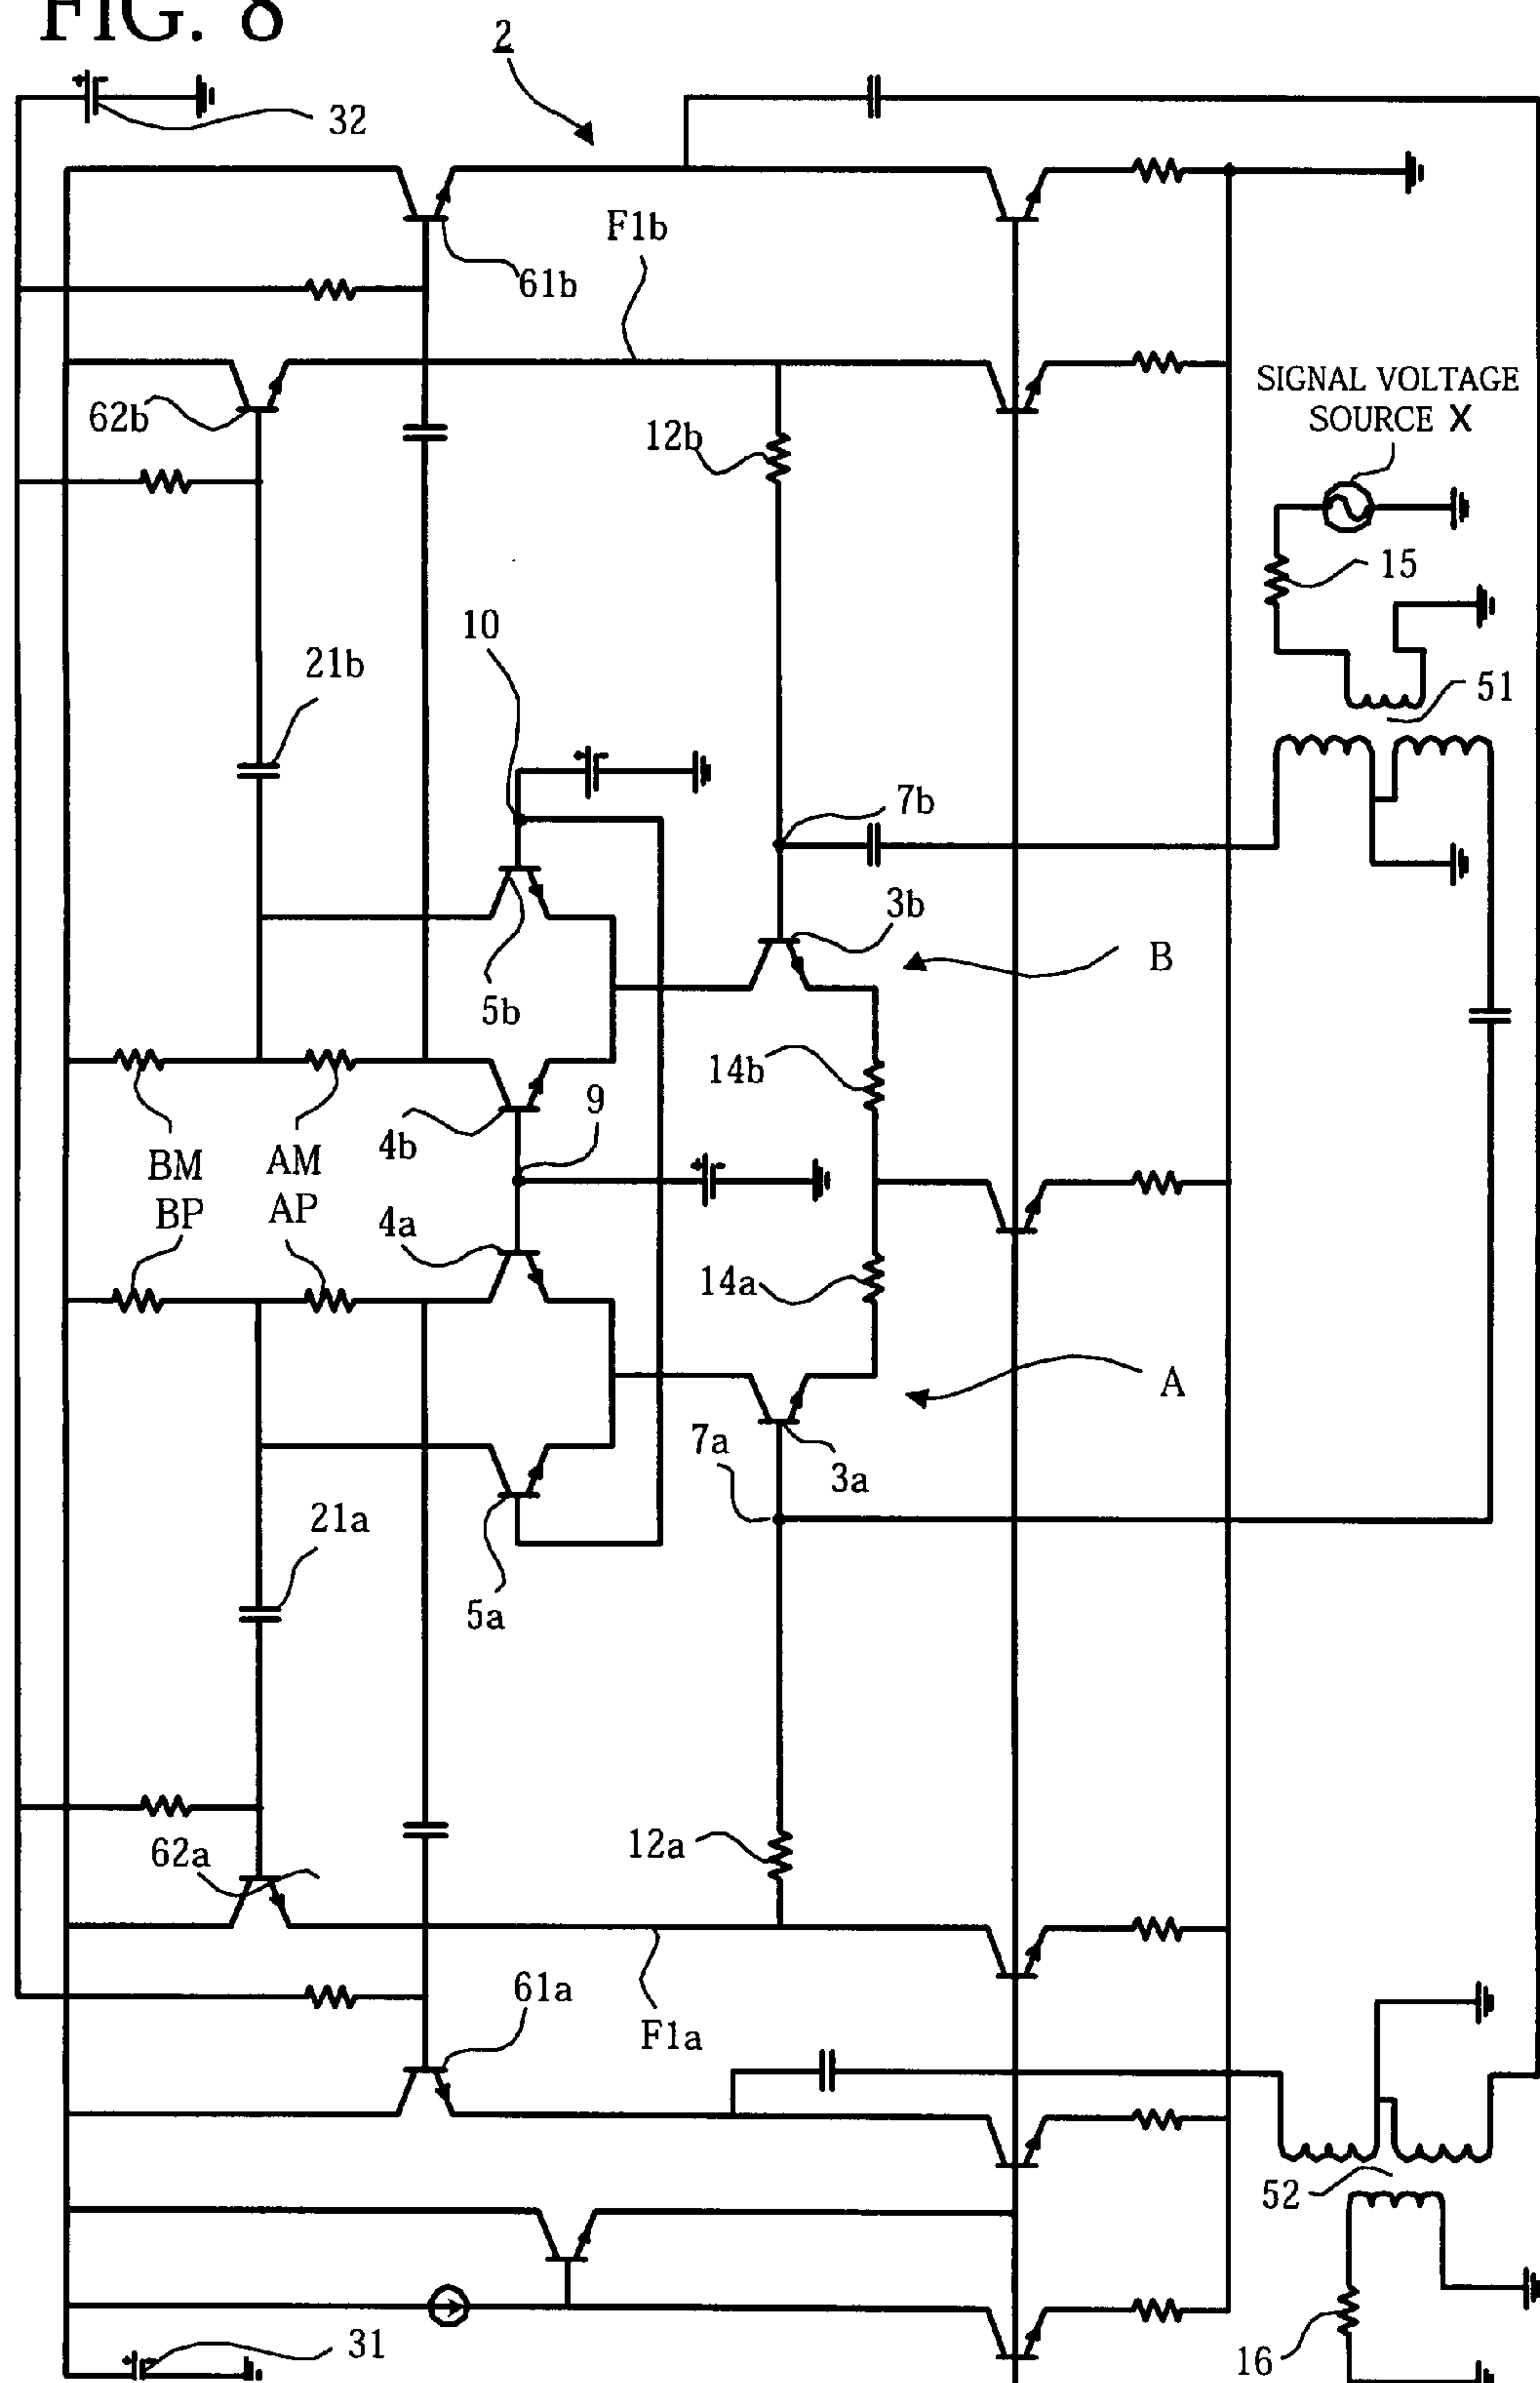 FIG. 8
2
32
F1b
61b
SIGNAL VOLTAGE
SOURCE X
62b
12b
15
10
21b
51
7b
3b
B
5b
14b
9
4b
BM
AM
BP
AP
4a
14a
A
7a
3a
21a
5a
12a
62a
61a
F1a
52
31
16